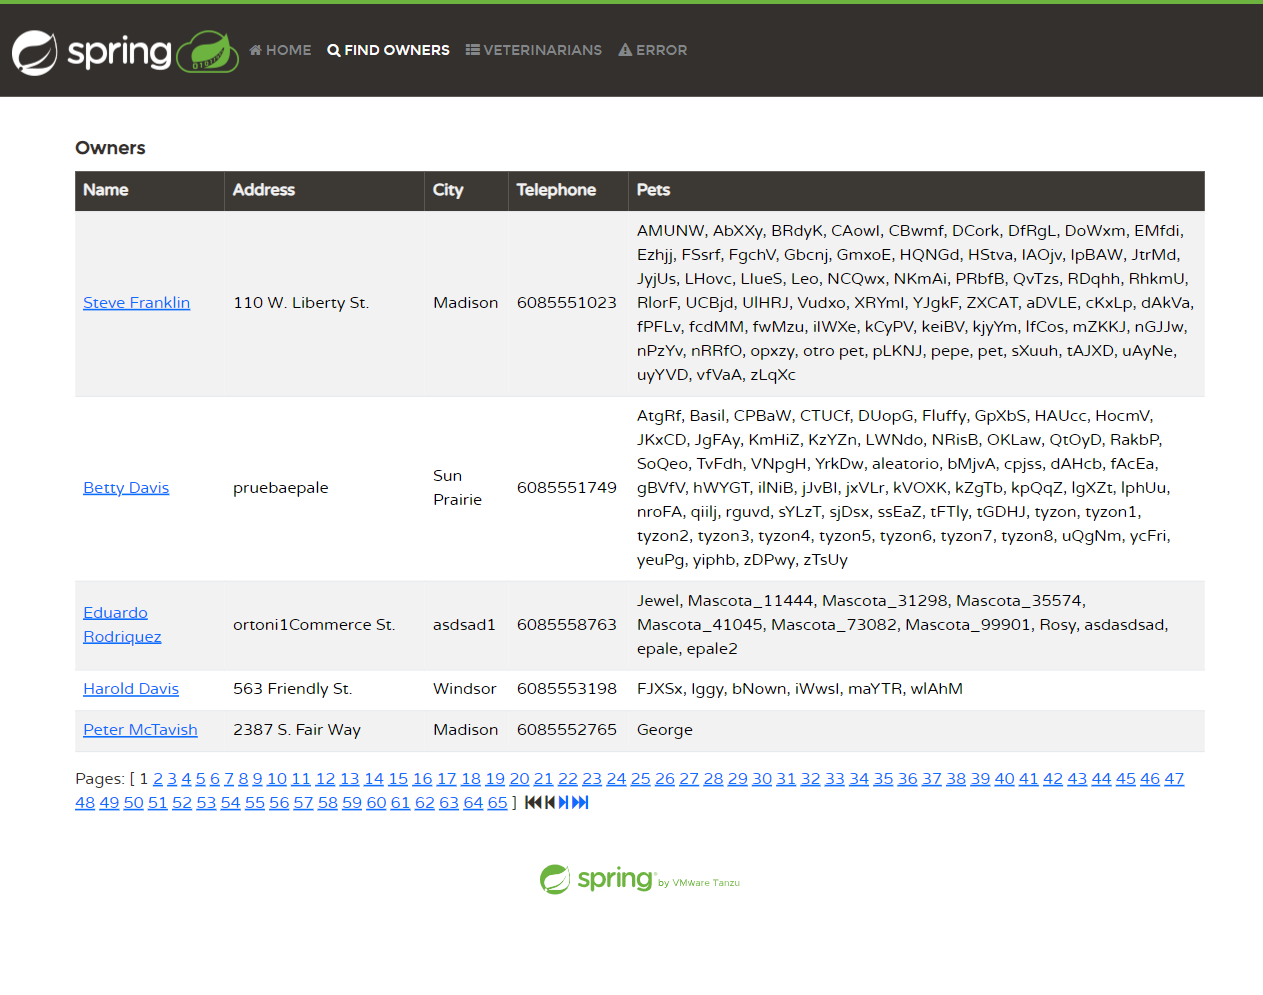 spring HOME FIND OWNERS VETERINARIANS ERROR
Owners
Name Address City Telephone Pets
Steve Franklin 110 W. Liberty St. Madison 6085551023 AMUNW, AbXXy, BRdyK, CAowl, CBwmf, DCork, DfRgL, DoWxm, EMfdi,
Ezhjj, FSsrf, FgchV, Gbcnj, GmxoE, HQNGd, HStva, IAOjv, IpBAW, JtrMd,
JyjUs, LHovc, LIueS, Leo, NCQwx, NKmAi, PRbfB, QvTzs, RDqhh, RhkmU,
RlorF, UCBjd, UlHRJ, Vudxo, XRYml, YJgkF, ZXCAT, aDVLE, cKxLp, dAkVa,
fPFLv, fcdMM, fwMzu, iIWXe, kCyPV, keiBV, kjyYm, lfCos, mZKKJ, nGJJw,
nPzYv, nRRfO, opxzy, otro pet, pLKNJ, pepe, pet, sXuuh, tAJXD, uAyNe,
uyYVD, vfVaA, zLqXc
Betty Davis pruebaepale Sun Prairie 6085551749 AtgRf, Basil, CPBaW, CTUCf, DUopG, Fluffy, GpXbS, HAUcc, HocmV,
JKxCD, JgFAy, KmHiZ, KzYZn, LWNdo, NRisB, OKLaw, QtOyD, RakbP,
SoQeo, TvFdh, VNpgH, YrkDw, aleatorio, bMjvA, cpjss, dAHcb, fAcEa,
gBVfV, hWYGT, ilNiB, jJvBI, jxVLr, kVOXK, kZgTb, kpQqZ, lgXZt, lphUu,
nroFA, qiilj, rguvd, sYLzT, sjDsx, ssEaZ, tFTly, tGDHJ, tyzon, tyzon1,
tyzon2, tyzon3, tyzon4, tyzon5, tyzon6, tyzon7, tyzon8, uQgNm, ycFri,
yeuPg, yiphb, zDPwy, zTsUy
Eduardo Rodriquez ortoni1Commerce St. asdsad1 6085558763 Jewel, Mascota_11444, Mascota_31298, Mascota_35574,
Mascota_41045, Mascota_73082, Mascota_99901, Rosy, asdasdsad,
epale, epale2
Harold Davis 563 Friendly St. Windsor 6085553198 FJXSx, Iggy, bNown, iWwsI, maYTR, wlAhM
Peter McTavish 2387 S. Fair Way Madison 6085552765 George
Pages: [ 1 2 3 4 5 6 7 8 9 10 11 12 13 14 15 16 17 18 19 20 21 22 23 24 25 26 27 28 29 30 31 32 33 34 35 36 37 38 39 40 41 42 43 44 45 46 47
48 49 50 51 52 53 54 55 56 57 58 59 60 61 62 63 64 65 ]
spring by VMware Tanzu